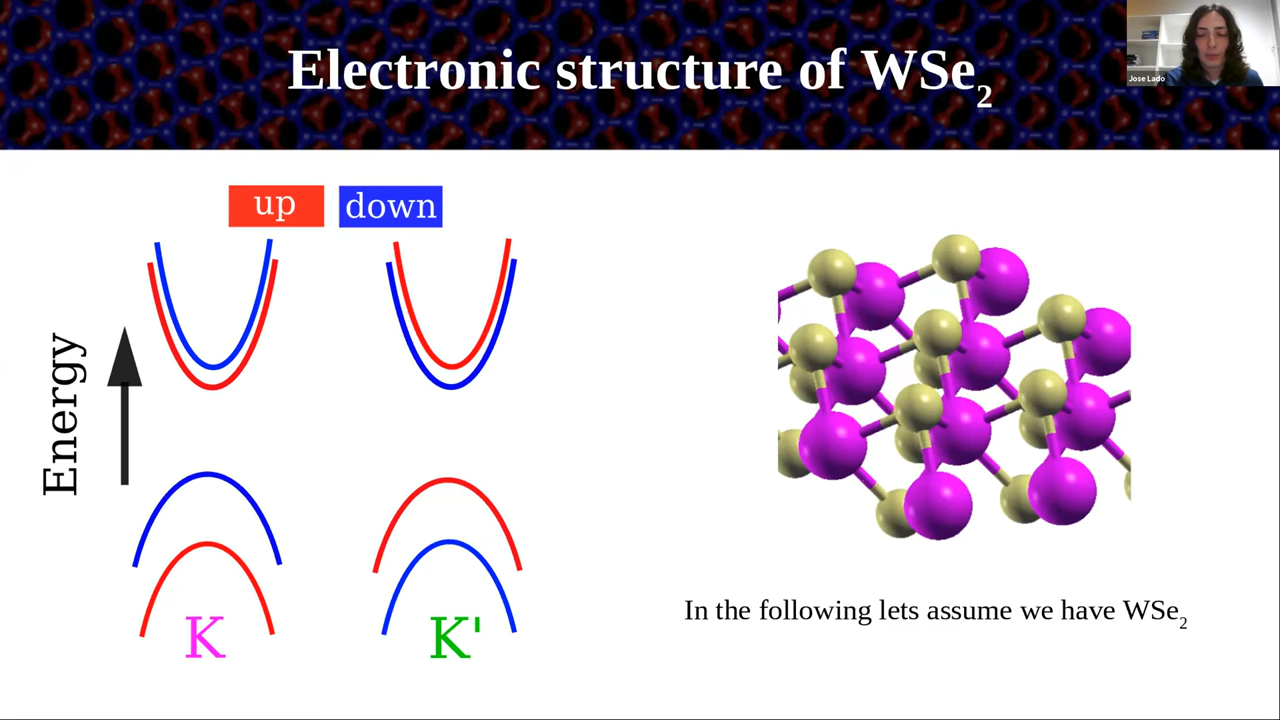 Electronic structure of WSe2
Jose Lado
up
down
Energy
K
K'
In the following lets assume we have WSe2